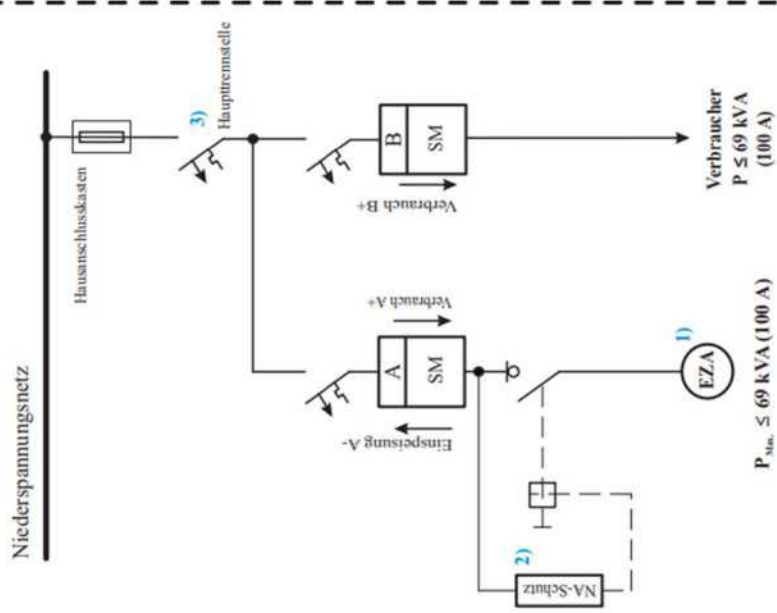 Niederspannungsnetz
Hausanschlusskasten
3)
Haupttrennstelle
A
SM
Einspeisung A-
Verbrauch A+
B
SM
Verbrauch B+
2)
NA-Schutz
1)
EZA
P ≤ 69 kVA (100 A)
Verbraucher
P ≤ 69 kVA
(100 A)